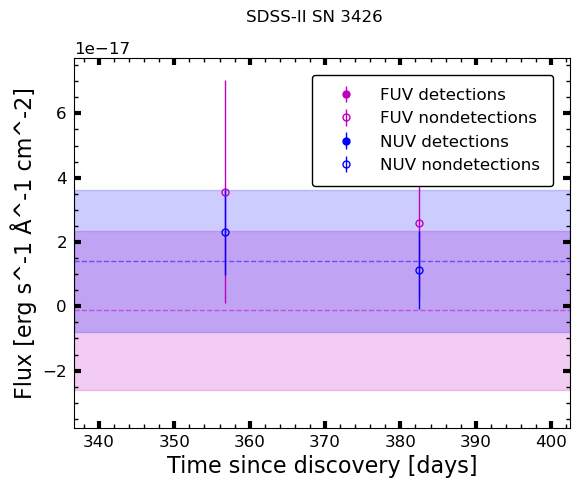 SDSS-II SN 3426
1e−17
FUV detections
FUV nondetections
NUV detections
NUV nondetections
6
4
2
0
−2
Flux [erg s^-1 Å^-1 cm^-2]
340 350 360 370 380 390 400
Time since discovery [days]